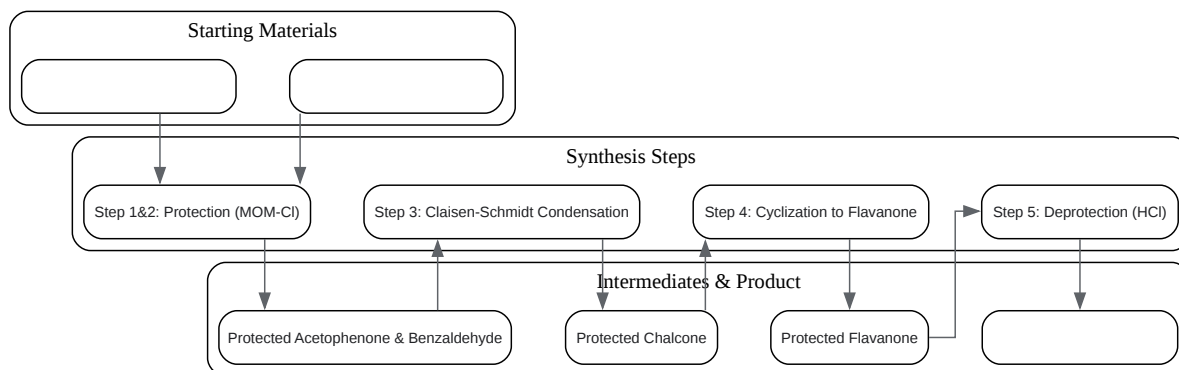 Starting Materials
Synthesis Steps
Step 1&2: Protection (MOM-Cl)
Step 3: Claisen-Schmidt Condensation
Step 4: Cyclization to Flavanone
Step 5: Deprotection (HCl)
Intermediates & Product
Protected Acetophenone & Benzaldehyde
Protected Chalcone
Protected Flavanone